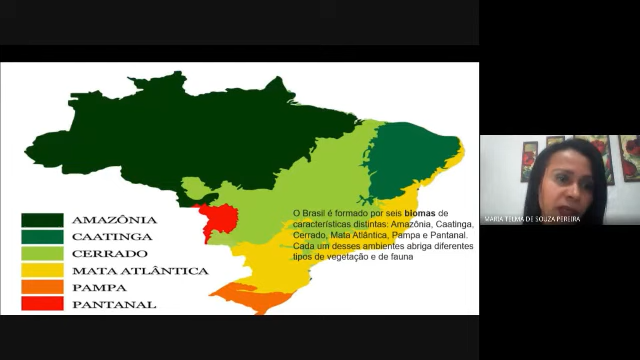 AMAZÔNIA
CAATINGA
CERRADO
MATA ATLÂNTICA
PAMPA
PANTANAL
O Brasil é formado por seis biomas de
características distintas: Amazônia, Caatinga,
Cerrado, Mata Atlântica, Pampa e Pantanal.
Cada um desses ambientes abriga diferentes
tipos de vegetação e de fauna
MARIA TELMA DE SOUZA PEREIRA